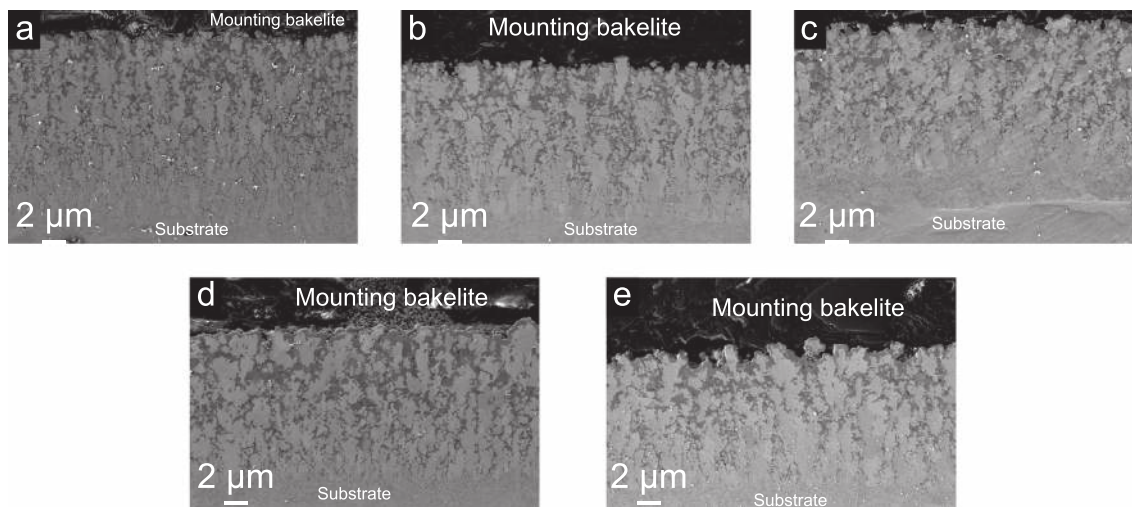 a
Mounting bakelite
2 µm
Substrate
b
Mounting bakelite
2 µm
Substrate
c
2 µm
Substrate
d
Mounting bakelite
2 µm
Substrate
e
Mounting bakelite
2 µm
Substrate